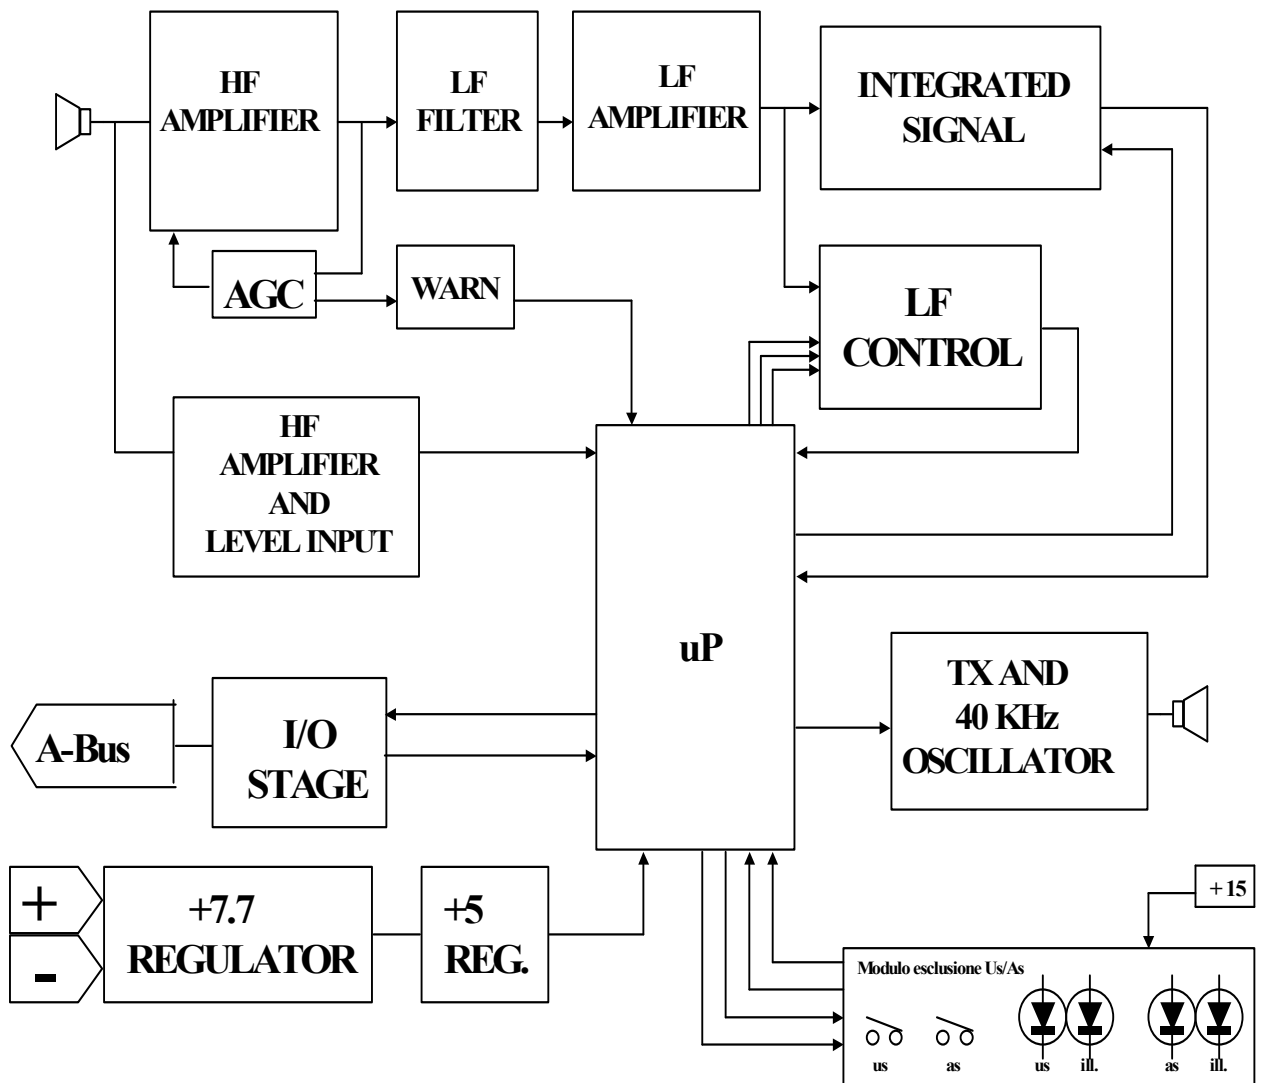 HF
AMPLIFIER
LF
FILTER
LF
AMPLIFIER
INTEGRATED
SIGNAL
AGC
WARN
LF
CONTROL
HF
AMPLIFIER
AND
LEVEL INPUT
uP
A-Bus
I/O
STAGE
TX AND
40 KHz
OSCILLATOR
+
-
+7.7
REGULATOR
+5
REG.
+15
Modulo esclusione Us/As
us as us ill. as ill.